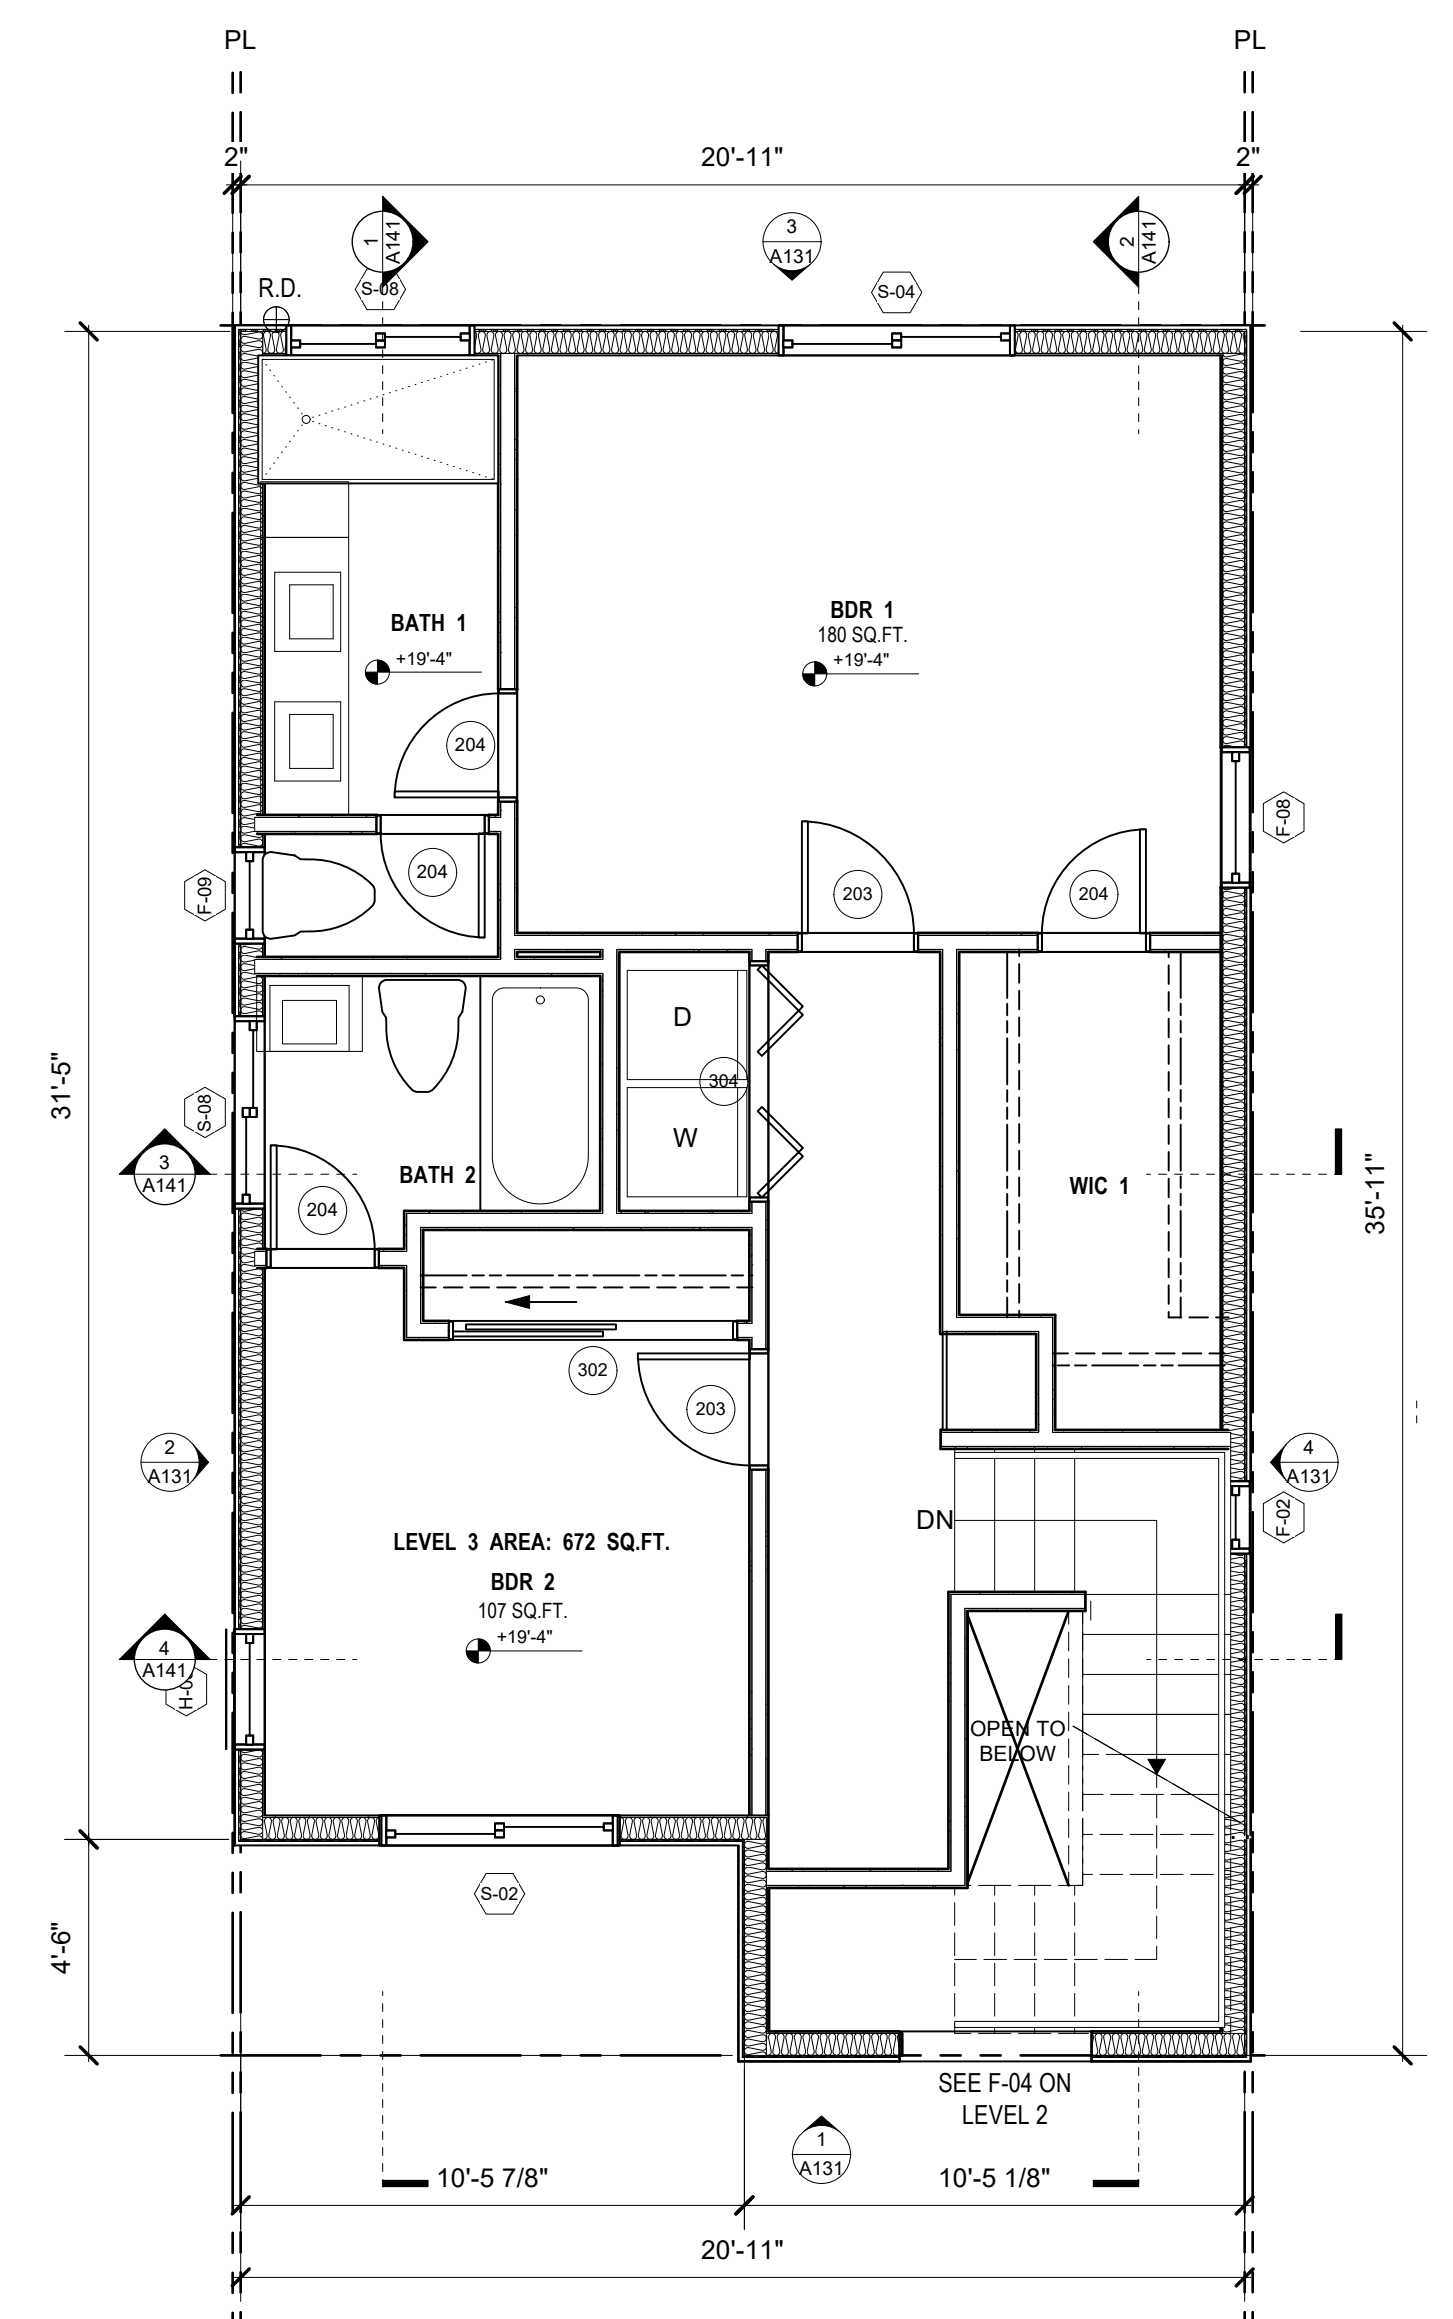 PL
PL
2"
20'-11"
2"
1
A141
3
A131
2
A141
S-08
S-04
R.D.
BATH 1
+19'-4"
BDR 1
180 SQ.FT.
+19'-4"
204
F-08
204
203
204
F-09
D
304
W
31'-5"
S-08
3
A141
BATH 2
204
WIC 1
35'-11"
302
203
2
A131
4
A131
F-02
DN
LEVEL 3 AREA: 672 SQ.FT.
BDR 2
107 SQ.FT.
+19'-4"
4
A141
OPEN TO
BELOW
S-02
4'-6"
SEE F-04 ON
LEVEL 2
1
A131
10'-5 7/8"
10'-5 1/8"
20'-11"